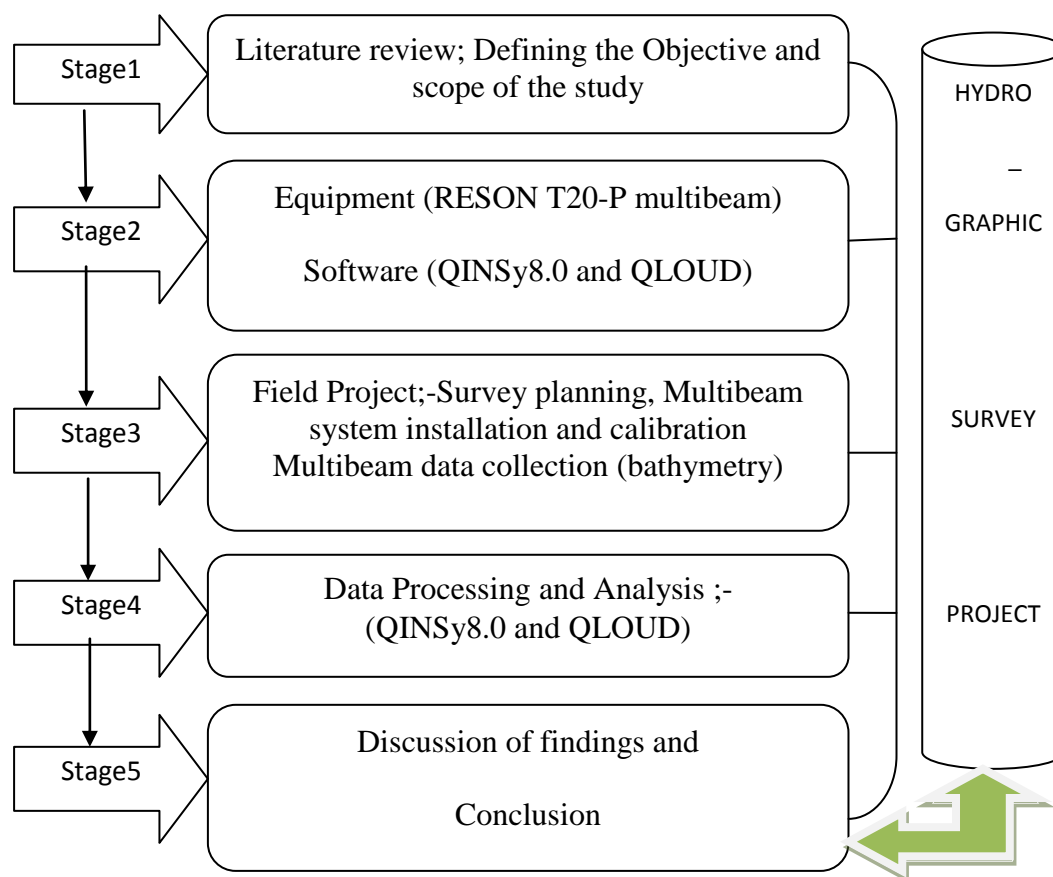 Stage1
Literature review; Defining the Objective and
scope of the study
Stage2
Equipment (RESON T20-P multibeam)
Software (QINSy8.0 and QLOUD)
Stage3
Field Project;-Survey planning, Multibeam
system installation and calibration
Multibeam data collection (bathymetry)
Stage4
Data Processing and Analysis ;-
(QINSy8.0 and QLOUD)
Stage5
Discussion of findings and
Conclusion
HYDRO
–
GRAPHIC
SURVEY
PROJECT